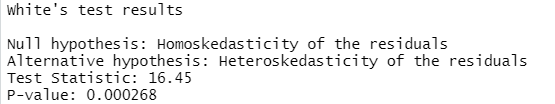 White's test results
Null hypothesis: Homoskedasticity of the residuals
Alternative hypothesis: Heteroskedasticity of the residuals
Test Statistic: 16.45
P-value: 0.000268